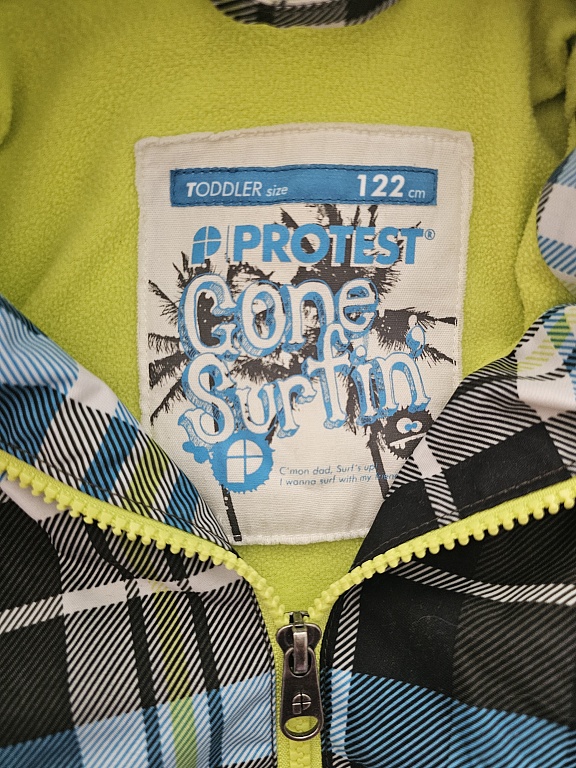 TODDLER size 122 cm
PROTEST®
Gone
Surfin'
C'mon dad, Surf's up
I wanna surf with my